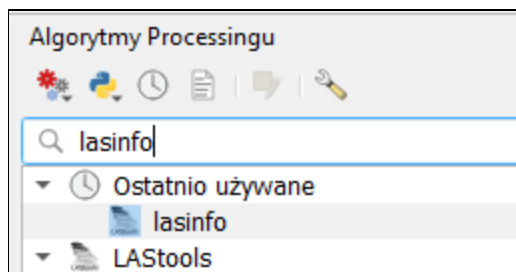 Algorytmy Processingu
lasinfo
Ostatnio używane
lasinfo
LAStools